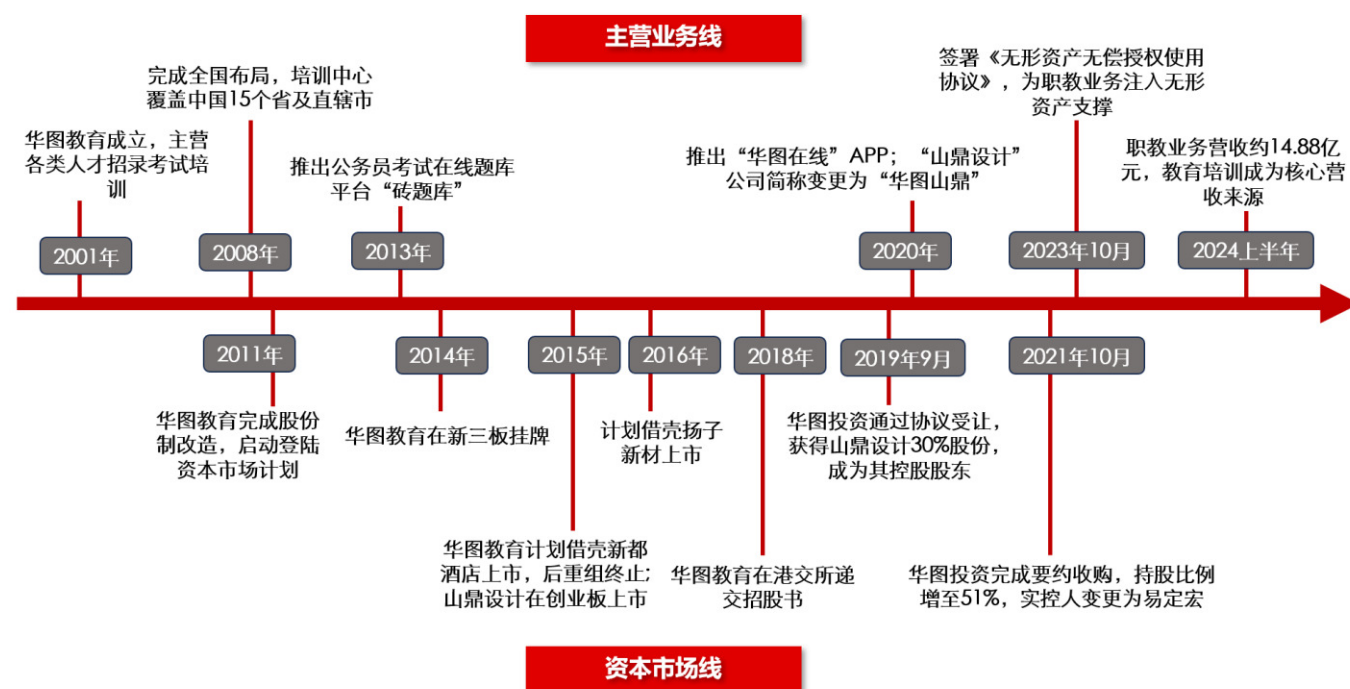 主营业务线
华图教育成立，主营
各类人才招录考试培
训
2001年
完成全国布局，培训中心
覆盖中国15个省及直辖市
2008年
推出公务员考试在线题库
平台“砖题库”
2013年
推出“华图在线”APP；“山鼎设计”
公司简称变更为“华图山鼎”
2020年
签署《无形资产无偿授权使用
协议》，为职教业务注入无形
资产支撑
2023年10月
职教业务营收约14.88亿
元，教育培训成为核心营
收来源
2024上半年
2011年
华图教育完成股份
制改造，启动登陆
资本市场计划
2014年
华图教育在新三板挂牌
2015年
华图教育计划借壳新都
酒店上市，后重组终止;
山鼎设计在创业板上市
2016年
计划借壳扬子
新材上市
2018年
华图教育在港交所递
交招股书
2019年9月
华图投资通过协议受让，
获得山鼎设计30%股份，
成为其控股股东
2021年10月
华图投资完成要约收购，持股比例
增至51%，实控人变更为易定宏
资本市场线